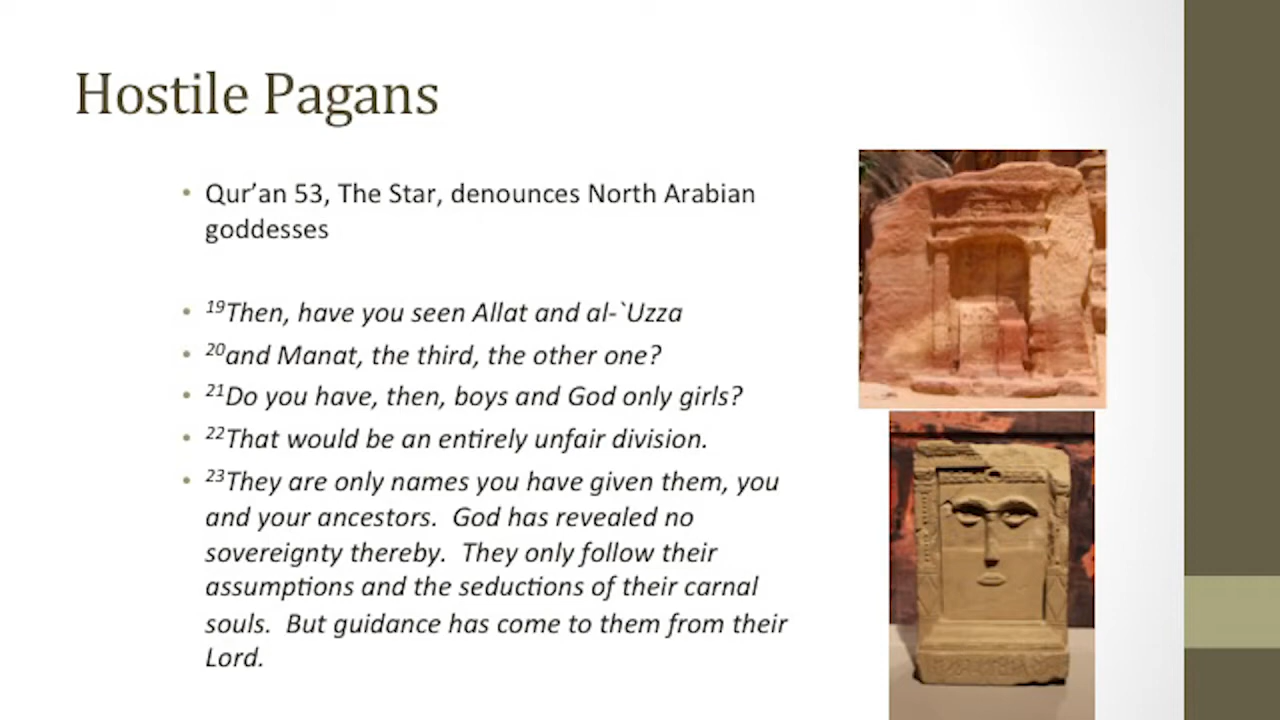 Hostile Pagans
• Qur’an 53, The Star, denounces North Arabian
goddesses
• ¹⁹Then, have you seen Allat and al-`Uzza
• ²⁰and Manat, the third, the other one?
• ²¹Do you have, then, boys and God only girls?
• ²²That would be an entirely unfair division.
• ²³They are only names you have given them, you
and your ancestors.  God has revealed no
sovereignty thereby.  They only follow their
assumptions and the seductions of their carnal
souls.  But guidance has come to them from their
Lord.